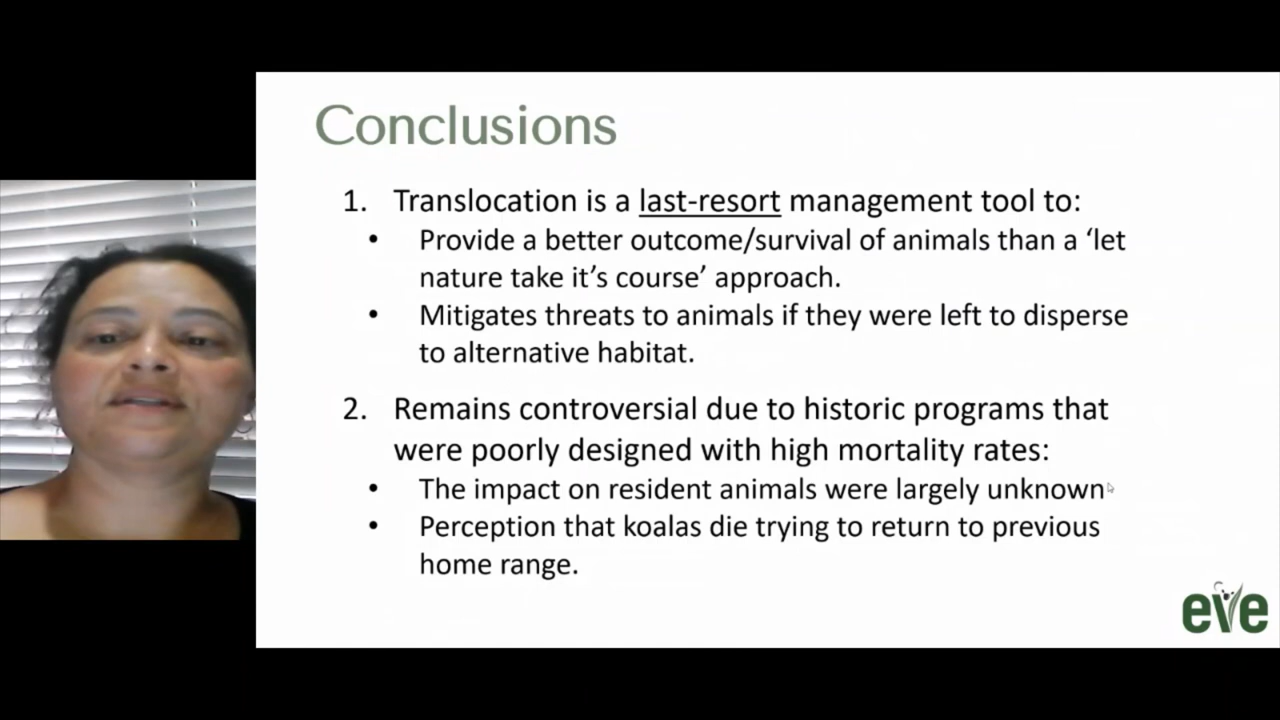 Conclusions
1. Translocation is a last-resort management tool to:
• Provide a better outcome/survival of animals than a ‘let
nature take it’s course’ approach.
• Mitigates threats to animals if they were left to disperse
to alternative habitat.
2. Remains controversial due to historic programs that
were poorly designed with high mortality rates:
• The impact on resident animals were largely unknown
• Perception that koalas die trying to return to previous
home range.
eve